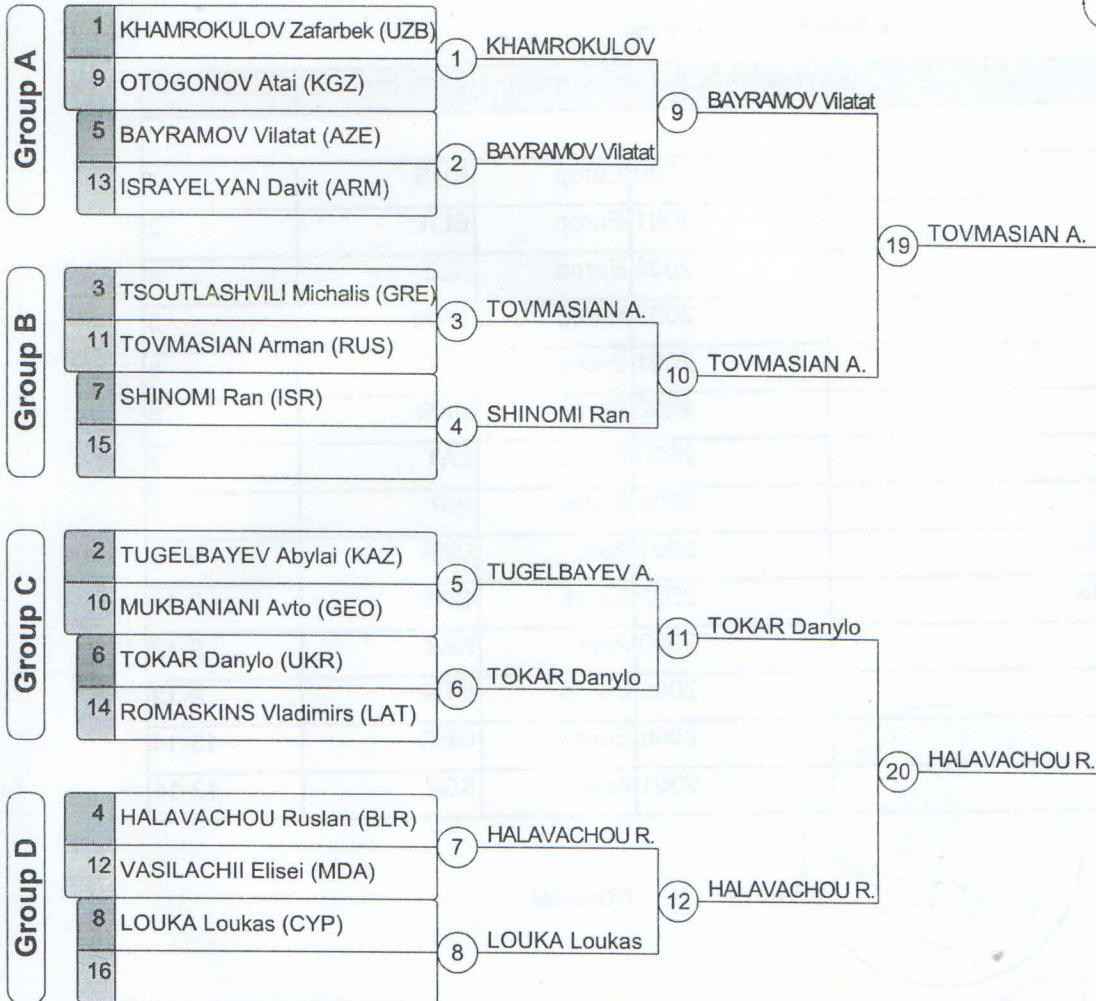 Group A
1 KHAMROKULOV Zafarbek (UZB)
9 OTOGONOV Atai (KGZ)
5 BAYRAMOV Vilatat (AZE)
13 ISRAYELYAN Davit (ARM)
1 KHAMROKULOV
2 BAYRAMOV Vilatat
9 BAYRAMOV Vilatat
Group B
3 TSOUTLASHVILI Michalis (GRE)
11 TOVMASIAN Arman (RUS)
7 SHINOMI Ran (ISR)
15
3 TOVMASIAN A.
4 SHINOMI Ran
10 TOVMASIAN A.
19 TOVMASIAN A.
Group C
2 TUGELBAYEV Abylai (KAZ)
10 MUKBANIANI Avto (GEO)
6 TOKAR Danylo (UKR)
14 ROMASKINS Vladimirs (LAT)
5 TUGELBAYEV A.
6 TOKAR Danylo
11 TOKAR Danylo
Group D
4 HALAVACHOU Ruslan (BLR)
12 VASILACHII Elisei (MDA)
8 LOUKA Loukas (CYP)
16
7 HALAVACHOU R.
8 LOUKA Loukas
12 HALAVACHOU R.
20 HALAVACHOU R.